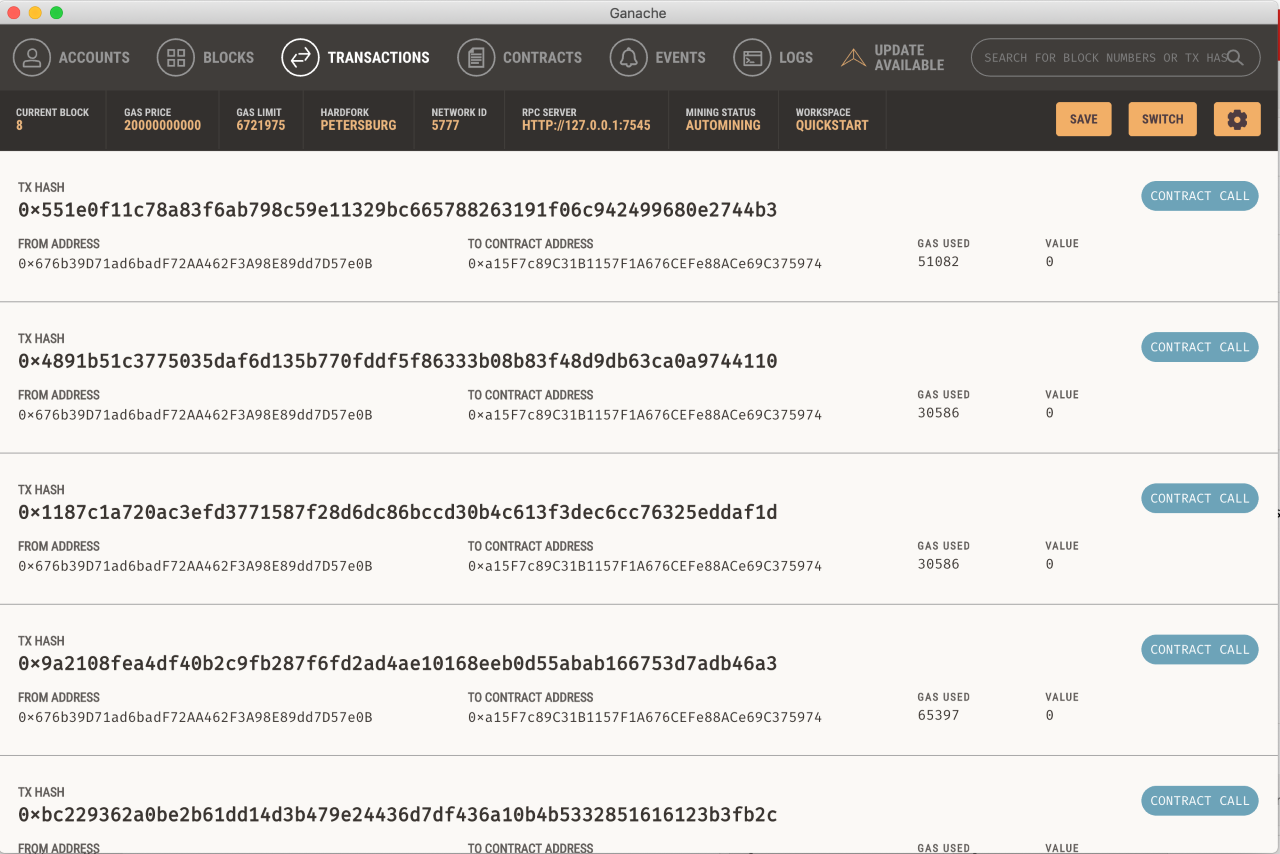 Ganache
ACCOUNTS BLOCKS TRANSACTIONS CONTRACTS EVENTS LOGS UPDATE AVAILABLE SEARCH FOR BLOCK NUMBERS OR TX HAS
CURRENT BLOCK GAS PRICE GAS LIMIT HARDFORK NETWORK ID RPC SERVER MINING STATUS WORKSPACE
8 20000000000 6721975 PETERSBURG 5777 HTTP://127.0.0.1:7545 AUTOMINING QUICKSTART
SAVE SWITCH
TX HASH
0×551e0f11c78a83f6ab798c59e11329bc665788263191f06c942499680e2744b3
CONTRACT CALL
FROM ADDRESS TO CONTRACT ADDRESS GAS USED VALUE
0×676b39D71ad6badF72AA462F3A98E89dd7D57e0B 0×a15F7c89C31B1157F1A676CEFe88ACe69C375974 51082 0
TX HASH
0×4891b51c3775035daf6d135b770fddf5f86333b08b83f48d9db63ca0a9744110
CONTRACT CALL
FROM ADDRESS TO CONTRACT ADDRESS GAS USED VALUE
0×676b39D71ad6badF72AA462F3A98E89dd7D57e0B 0×a15F7c89C31B1157F1A676CEFe88ACe69C375974 30586 0
TX HASH
0×1187c1a720ac3efd3771587f28d6dc86bccd30b4c613f3dec6cc76325eddaf1d
CONTRACT CALL
FROM ADDRESS TO CONTRACT ADDRESS GAS USED VALUE
0×676b39D71ad6badF72AA462F3A98E89dd7D57e0B 0×a15F7c89C31B1157F1A676CEFe88ACe69C375974 30586 0
TX HASH
0×9a2108fea4df40b2c9fb287f6fd2ad4ae10168eeb0d55abab166753d7adb46a3
CONTRACT CALL
FROM ADDRESS TO CONTRACT ADDRESS GAS USED VALUE
0×676b39D71ad6badF72AA462F3A98E89dd7D57e0B 0×a15F7c89C31B1157F1A676CEFe88ACe69C375974 65397 0
TX HASH
0×bc229362a0be2b61dd14d3b479e24436d7df436a10b4b5332851616123b3fb2c
CONTRACT CALL
FROM ADDRESS TO CONTRACT ADDRESS GAS USED VALUE